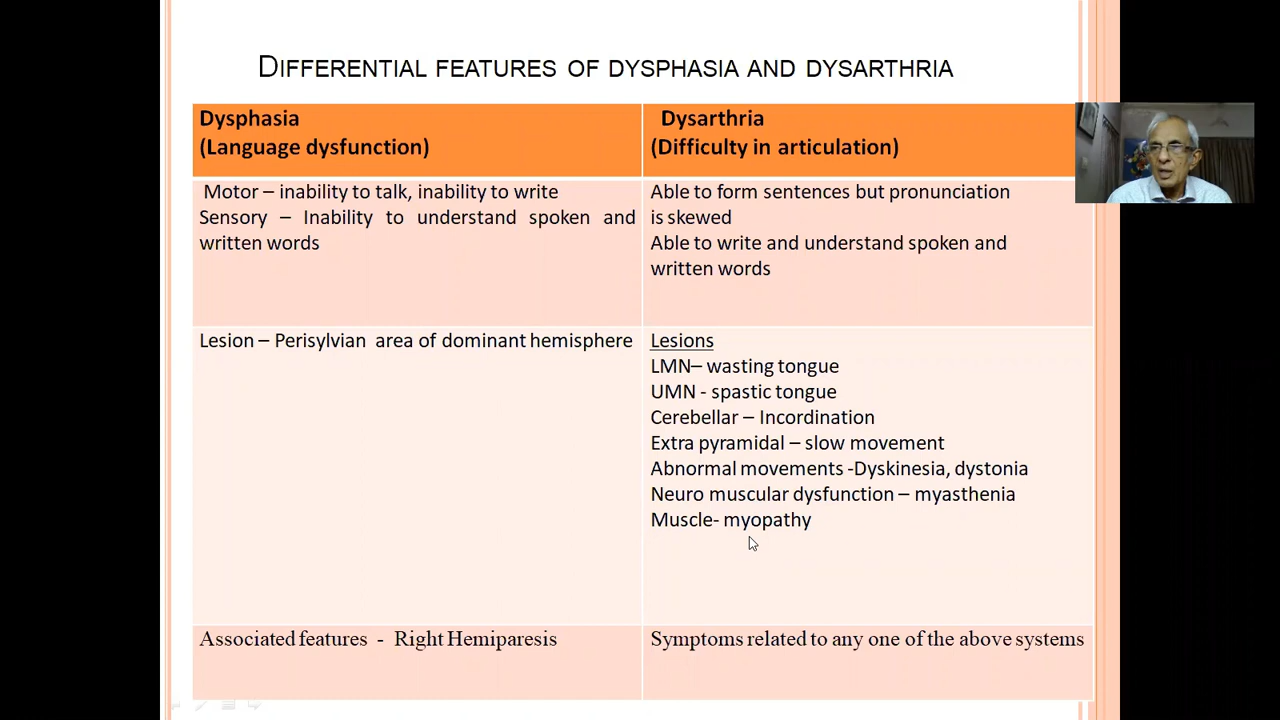 DIFFERENTIAL FEATURES OF DYSPHASIA AND DYSARTHRIA
Dysphasia
(Language dysfunction)
Dysarthria
(Difficulty in articulation)
Motor – inability to talk, inability to write
Sensory – Inability to understand spoken and
written words
Able to form sentences but pronunciation
is skewed
Able to write and understand spoken and
written words
Lesion – Perisylvian area of dominant hemisphere
Lesions
LMN– wasting tongue
UMN - spastic tongue
Cerebellar – Incordination
Extra pyramidal – slow movement
Abnormal movements -Dyskinesia, dystonia
Neuro muscular dysfunction – myasthenia
Muscle- myopathy
Associated features - Right Hemiparesis
Symptoms related to any one of the above systems